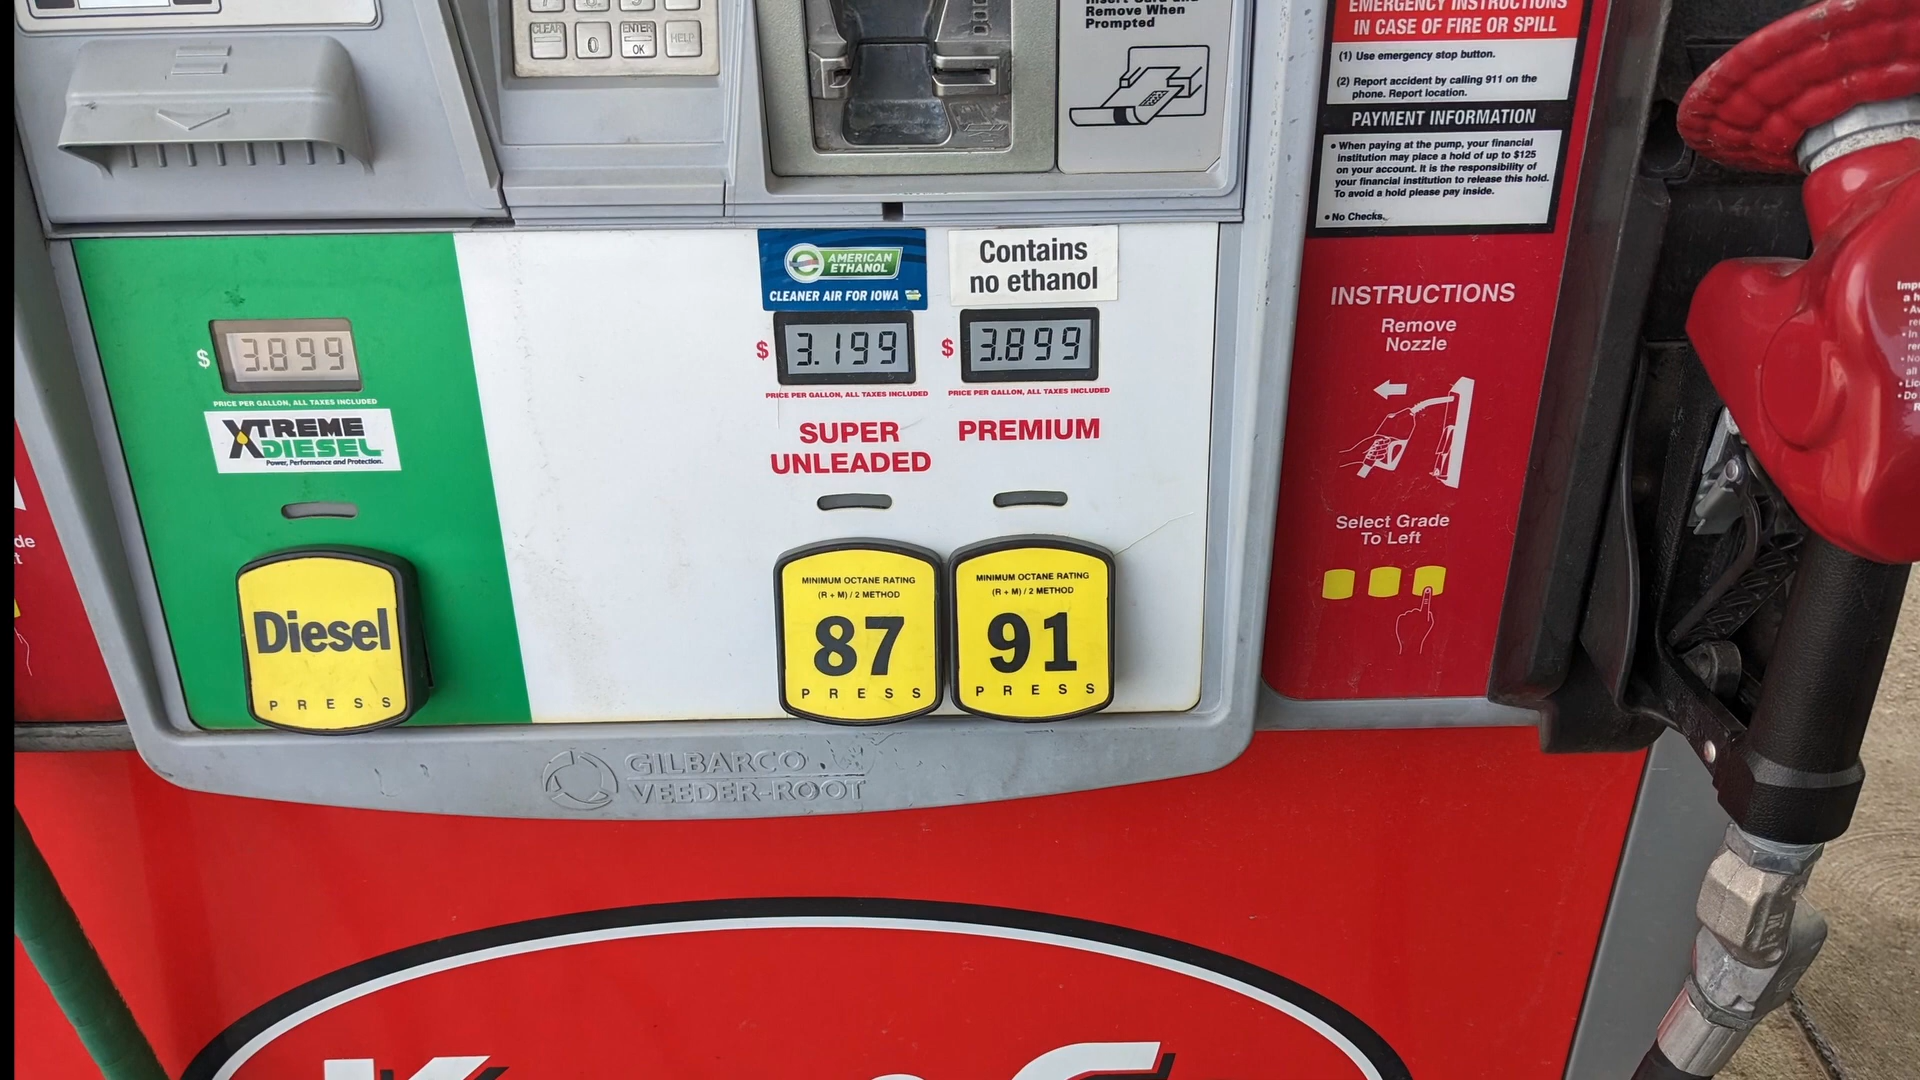 CLEAR
0
ENTER
OK
HELP
Remove When
Prompted
EMERGENCY INSTRUCTIONS
IN CASE OF FIRE OR SPILL
(1) Use emergency stop button.
(2) Report accident by calling 911 on the
phone. Report location.
PAYMENT INFORMATION
• When paying at the pump, your financial
institution may place a hold of up to $125
on your account. It is the responsibility of
your financial institution to release this hold.
To avoid a hold please pay inside.
• No Checks.
$ 3.899
PRICE PER GALLON, ALL TAXES INCLUDED
XTREME
DIESEL
Power, Performance and Protection.
Diesel
PRESS
AMERICAN
ETHANOL
CLEANER AIR FOR IOWA
$ 3.199
PRICE PER GALLON, ALL TAXES INCLUDED
SUPER
UNLEADED
MINIMUM OCTANE RATING
(R + M) / 2 METHOD
87
PRESS
Contains
no ethanol
$ 3.899
PRICE PER GALLON, ALL TAXES INCLUDED
PREMIUM
MINIMUM OCTANE RATING
(R + M) / 2 METHOD
91
PRESS
INSTRUCTIONS
Remove
Nozzle
Select Grade
To Left
GILBARCO
VEEDER-ROOT